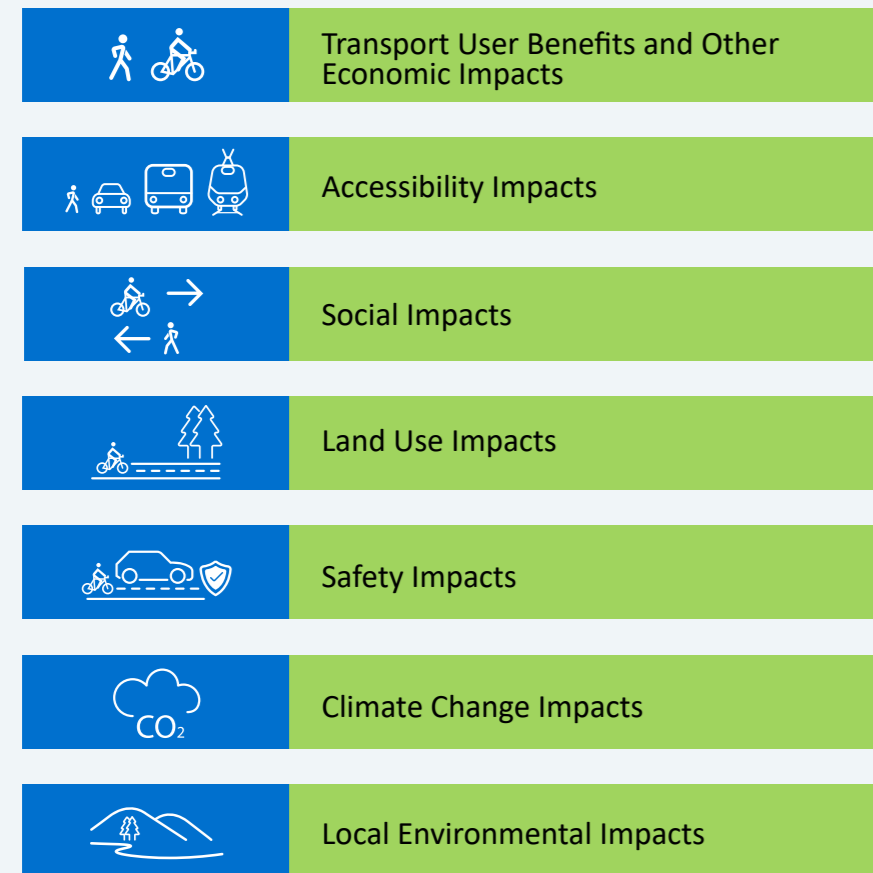 Transport User Benefits and Other
Economic Impacts
Accessibility Impacts
Social Impacts
Land Use Impacts
Safety Impacts
CO₂
Climate Change Impacts
Local Environmental Impacts